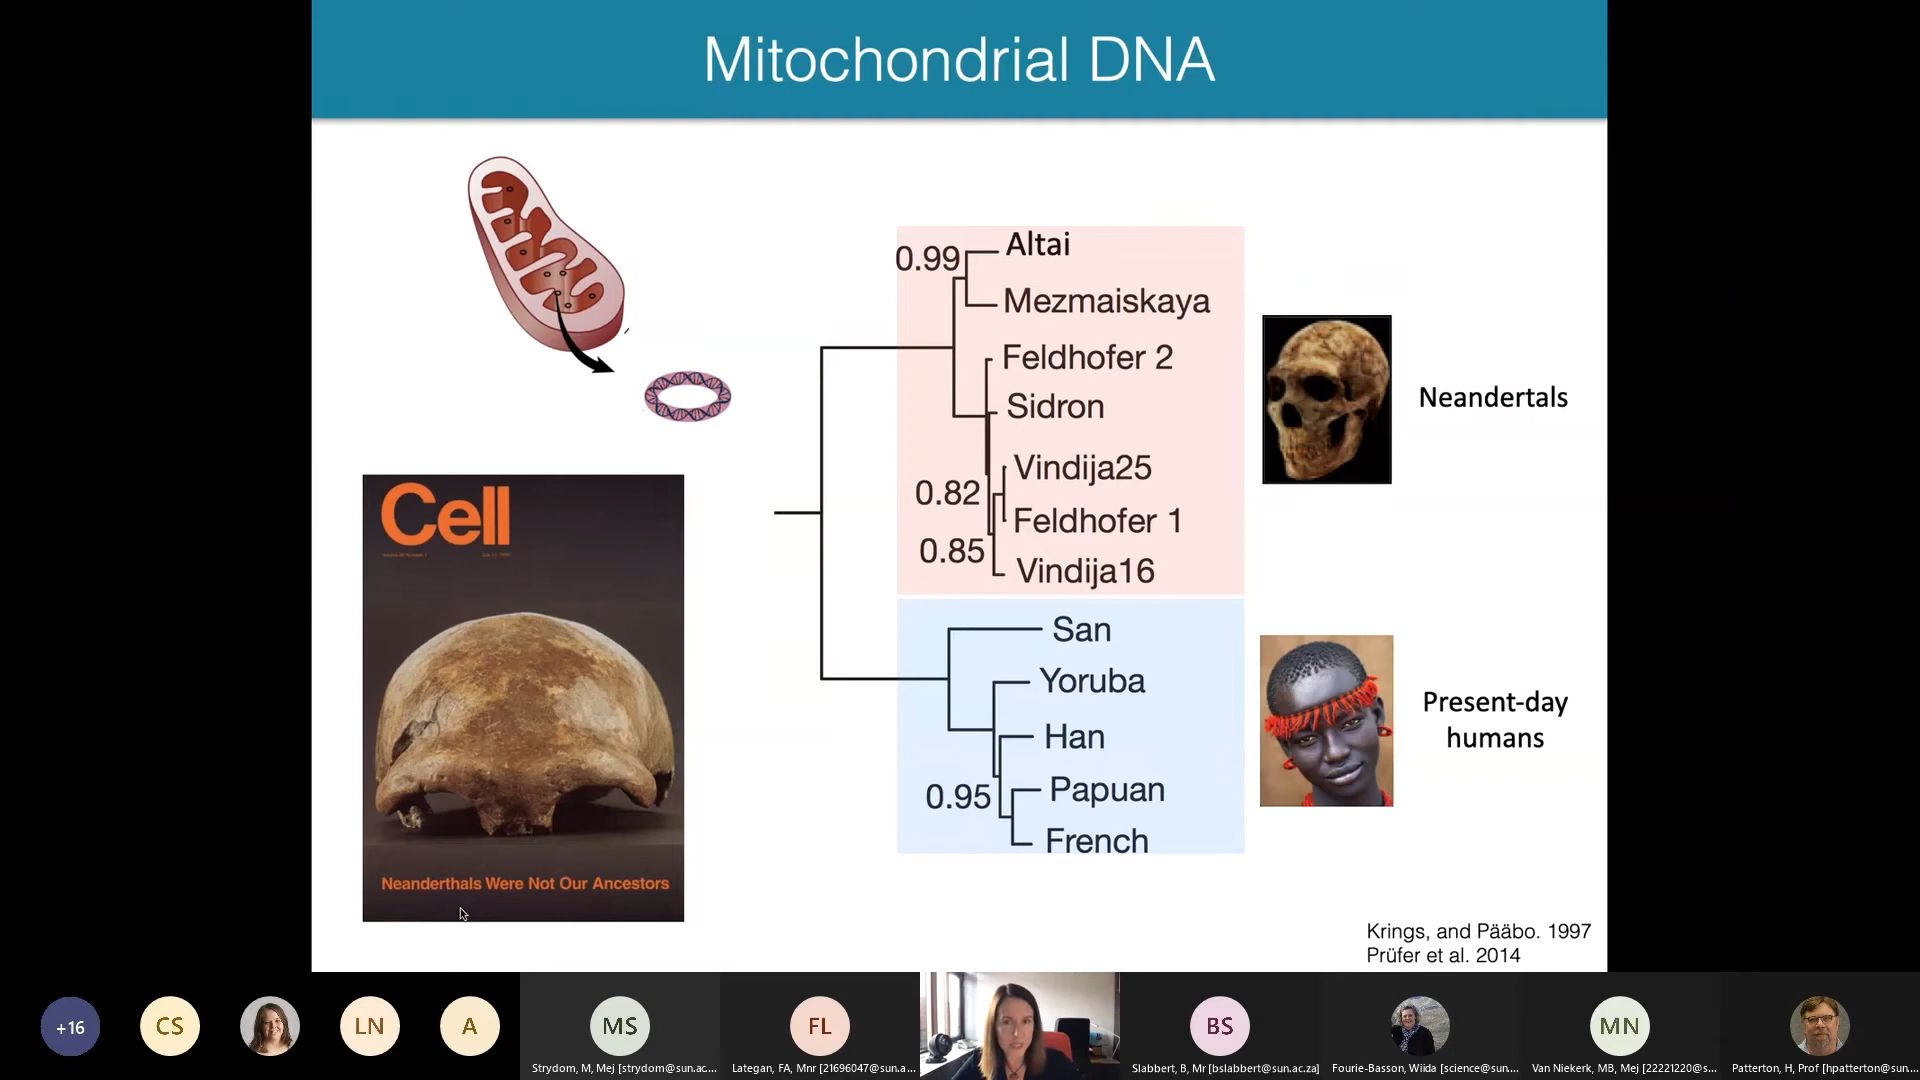 Mitochondrial DNA
0.99
Altai
Mezmaiskaya
Feldhofer 2
Sidron
Vindija25
0.82
Feldhofer 1
0.85
Vindija16
Neandertals
San
Yoruba
Han
0.95
Papuan
French
Present-day
humans
Cell
Neanderthals Were Not Our Ancestors
Krings, and Pääbo. 1997
Prüfer et al. 2014
+16
CS
LN
A
MS
Strydom, M, Mej [strydom@sun.ac....
FL
Lategan, FA, Mnr [21696047@sun.a...
BS
Slabbert, B, Mr [bslabbert@sun.ac.za]
Fourie-Basson, Wiida [science@sun....
MN
Van Niekerk, MB, Mej [22221220@s...
Patterton, H, Prof [hpatterton@sun....